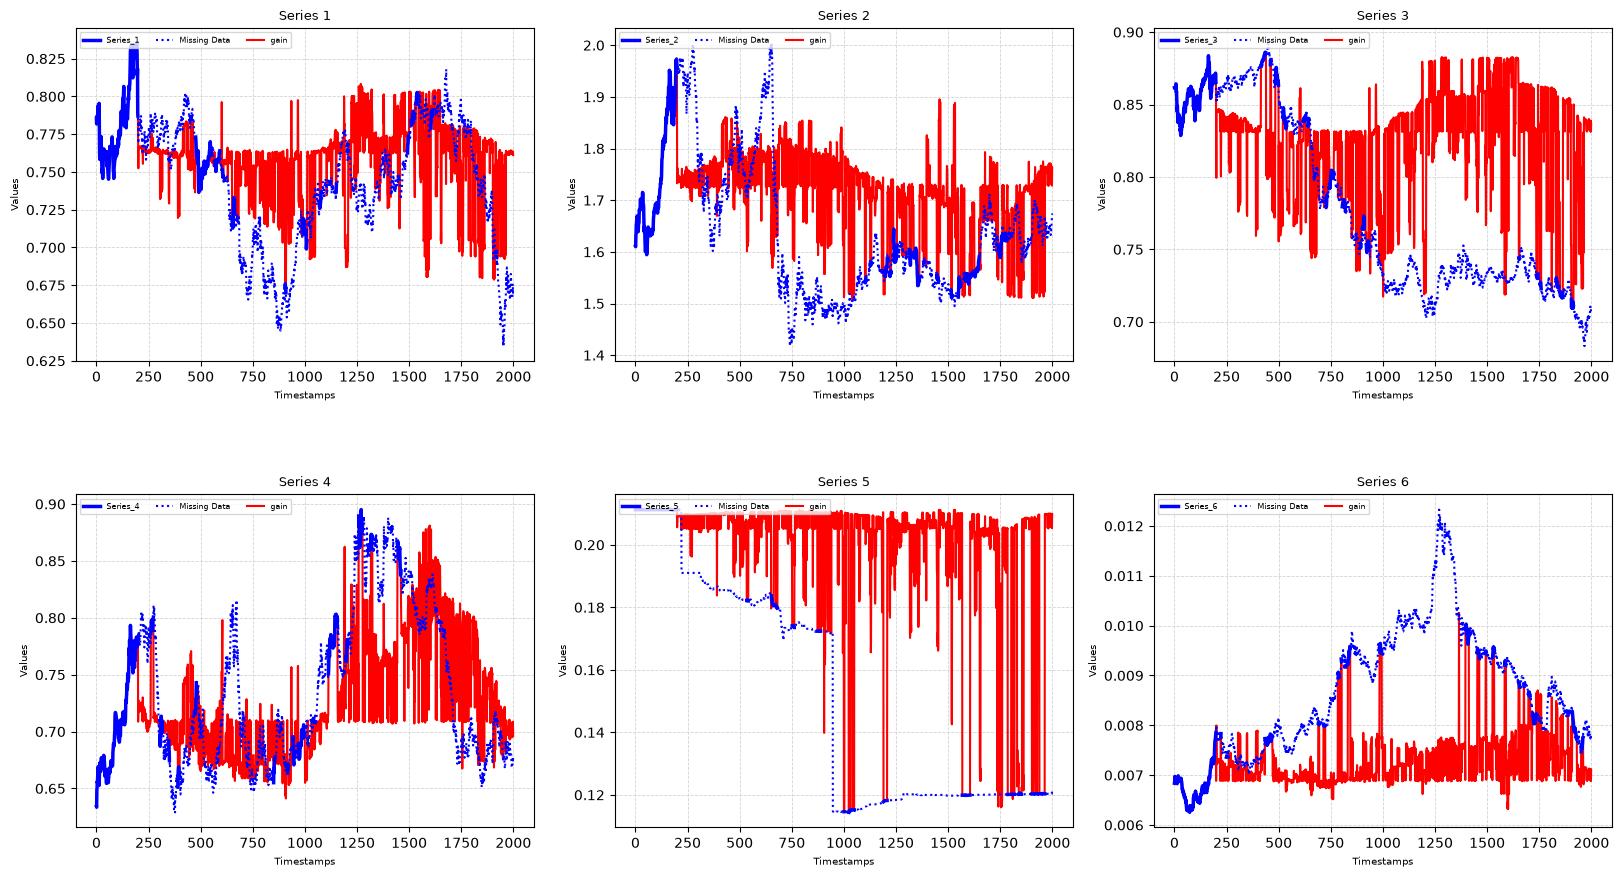 Series 1
Series_1 Missing Data gain
0.825
0.800
0.775
0.750
0.725
0.700
0.675
0.650
0.625
Values
0 250 500 750 1000 1250 1500 1750 2000
Timestamps
Series 2
Series_2 Missing Data gain
2.0
1.9
1.8
1.7
1.6
1.5
1.4
Values
0 250 500 750 1000 1250 1500 1750 2000
Timestamps
Series 3
Series_3 Missing Data gain
0.90
0.85
0.80
0.75
0.70
Values
0 250 500 750 1000 1250 1500 1750 2000
Timestamps
Series 4
Series_4 Missing Data gain
0.90
0.85
0.80
0.75
0.70
0.65
Values
0 250 500 750 1000 1250 1500 1750 2000
Timestamps
Series 5
Series_5 Missing Data gain
0.20
0.18
0.16
0.14
0.12
Values
0 250 500 750 1000 1250 1500 1750 2000
Timestamps
Series 6
Series_6 Missing Data gain
0.012
0.011
0.010
0.009
0.008
0.007
0.006
Values
0 250 500 750 1000 1250 1500 1750 2000
Timestamps